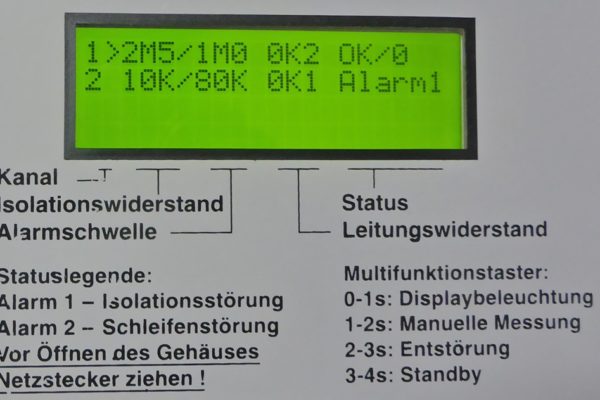 1 >2M5/1M0 0K2 OK/0
2 10K/80K 0K1 Alarm1
Kanal
Isolationswiderstand
Alarmschwelle
Status
Leitungswiderstand
Statuslegende:
Alarm 1 – Isolationsstörung
Alarm 2 – Schleifenstörung
Vor Öffnen des Gehäuses
Netzstecker ziehen !
Multifunktionstaster:
0-1s: Displaybeleuchtung
1-2s: Manuelle Messung
2-3s: Entstörung
3-4s: Standby